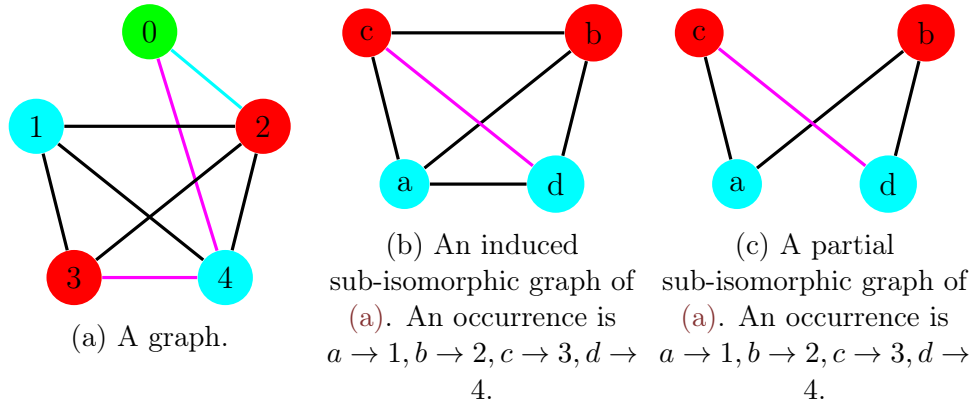 0
1
2
3
4
(a) A graph.
c
b
a
d
(b) An induced
sub-isomorphic graph of
(a). An occurrence is
a → 1, b → 2, c → 3, d →
4.
c
b
a
d
(c) A partial
sub-isomorphic graph of
(a). An occurrence is
a → 1, b → 2, c → 3, d →
4.